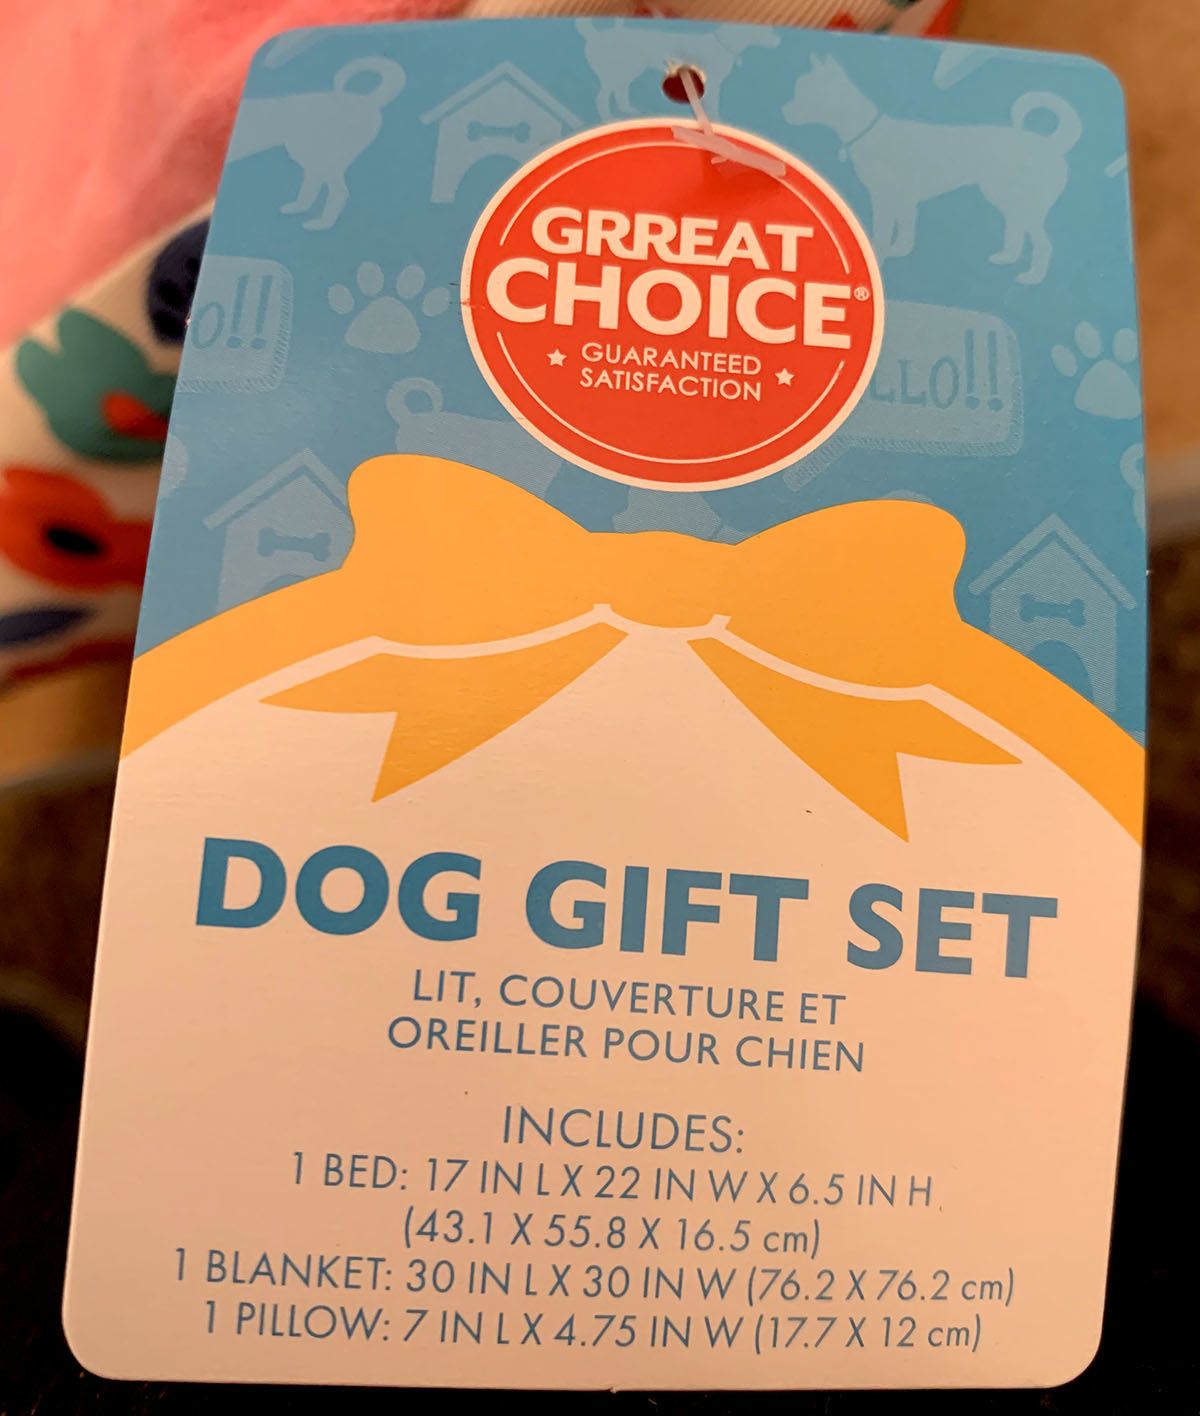 GRREAT
CHOICE®
GUARANTEED
SATISFACTION
O!!
LLO!!
DOG GIFT SET
LIT, COUVERTURE ET
OREILLER POUR CHIEN
INCLUDES:
1 BED: 17 IN L X 22 IN W X 6.5 IN H
(43.1 X 55.8 X 16.5 cm)
1 BLANKET: 30 IN L X 30 IN W (76.2 X 76.2 cm)
1 PILLOW: 7 IN L X 4.75 IN W (17.7 X 12 cm)